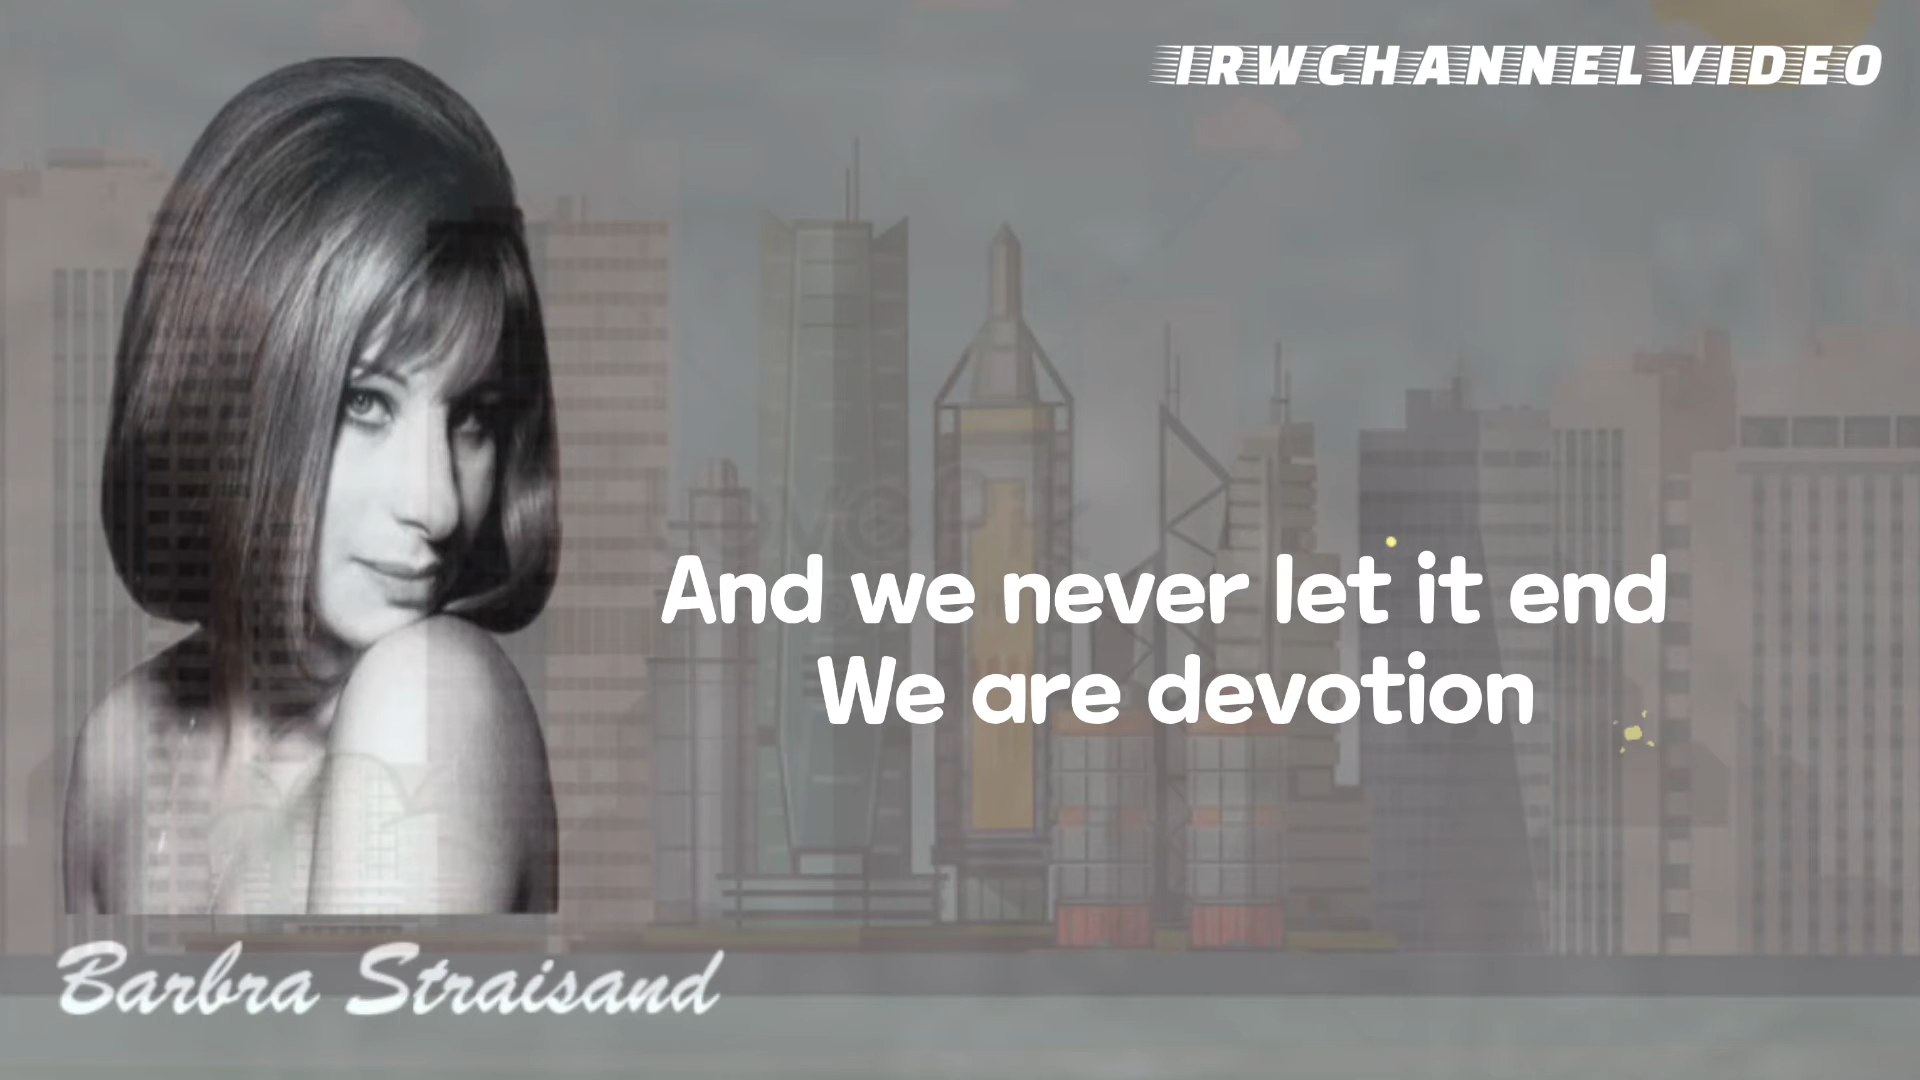 IRWCHANNEL VIDEO
And we never let it end
We are devotion
Barbra Straisand